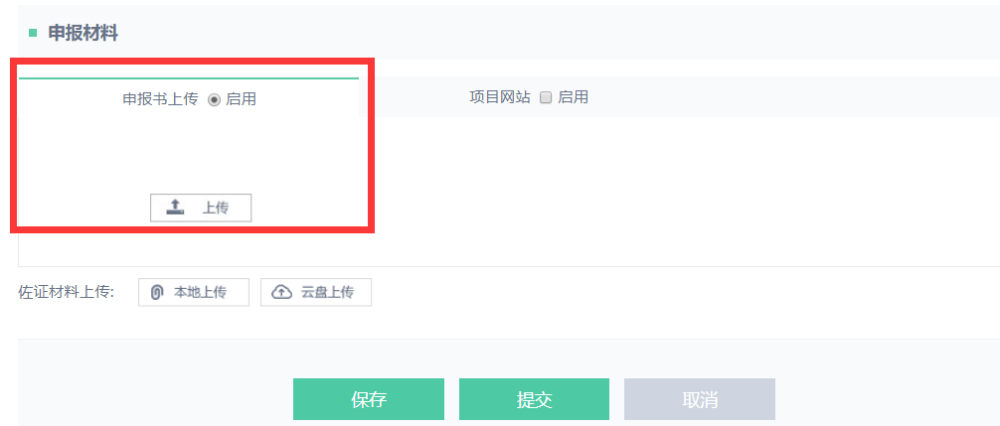 申报材料
申报书上传 启用 项目网站 启用
上传
佐证材料上传: 本地上传 云盘上传
保存 提交 取消